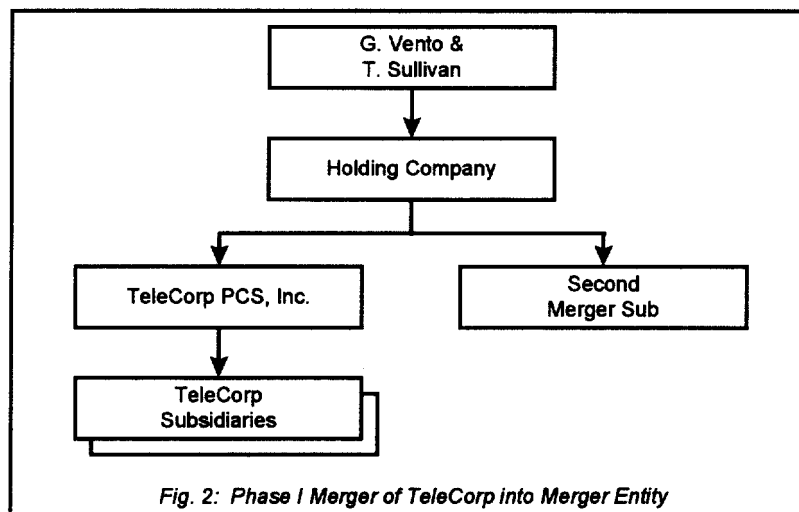 G. Vento &
T. Sullivan
Holding Company
TeleCorp PCS, Inc.
Second
Merger Sub
TeleCorp
Subsidiaries
Fig. 2: Phase I Merger of TeleCorp into Merger Entity